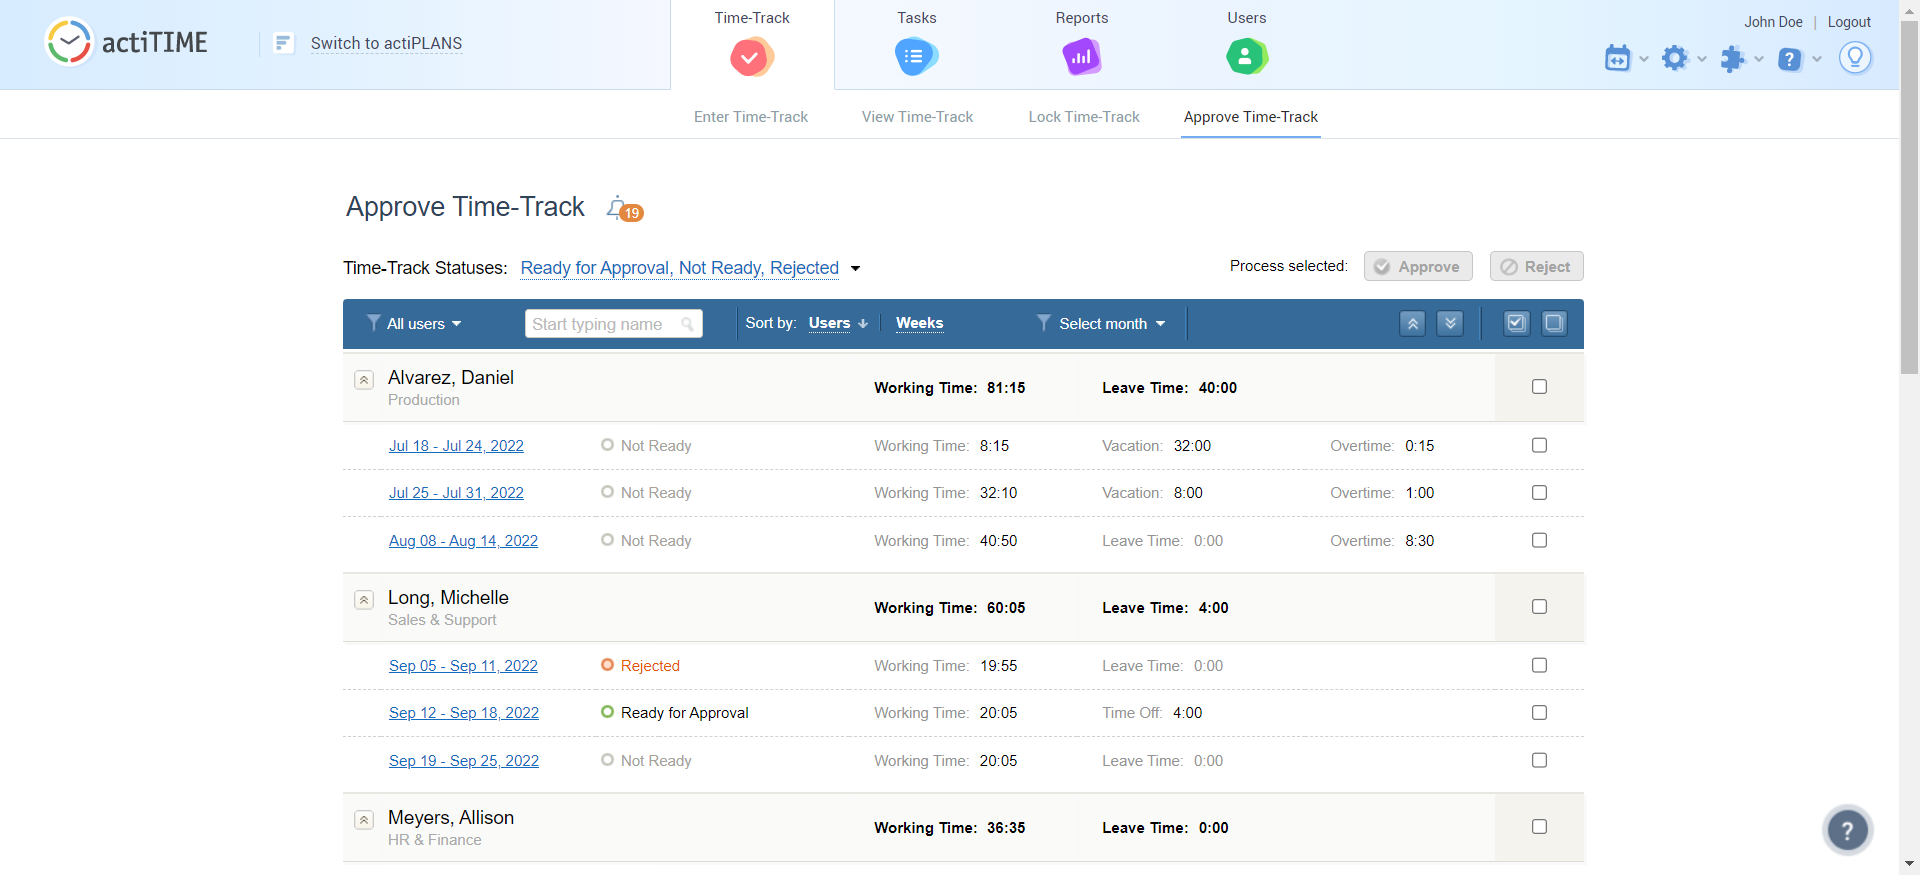 actiTIME
Switch to actiPLANS
Time-Track
Tasks
Reports
Users
John Doe | Logout
Enter Time-Track
View Time-Track
Lock Time-Track
Approve Time-Track
Approve Time-Track 19
Time-Track Statuses: Ready for Approval, Not Ready, Rejected
Process selected: Approve Reject
All users Start typing name Sort by: Users Weeks Select month
Alvarez, Daniel
Production
Working Time: 81:15 Leave Time: 40:00
Jul 18 - Jul 24, 2022 Not Ready Working Time: 8:15 Vacation: 32:00 Overtime: 0:15
Jul 25 - Jul 31, 2022 Not Ready Working Time: 32:10 Vacation: 8:00 Overtime: 1:00
Aug 08 - Aug 14, 2022 Not Ready Working Time: 40:50 Leave Time: 0:00 Overtime: 8:30
Long, Michelle
Sales & Support
Working Time: 60:05 Leave Time: 4:00
Sep 05 - Sep 11, 2022 Rejected Working Time: 19:55 Leave Time: 0:00
Sep 12 - Sep 18, 2022 Ready for Approval Working Time: 20:05 Time Off: 4:00
Sep 19 - Sep 25, 2022 Not Ready Working Time: 20:05 Leave Time: 0:00
Meyers, Allison
HR & Finance
Working Time: 36:35 Leave Time: 0:00
?